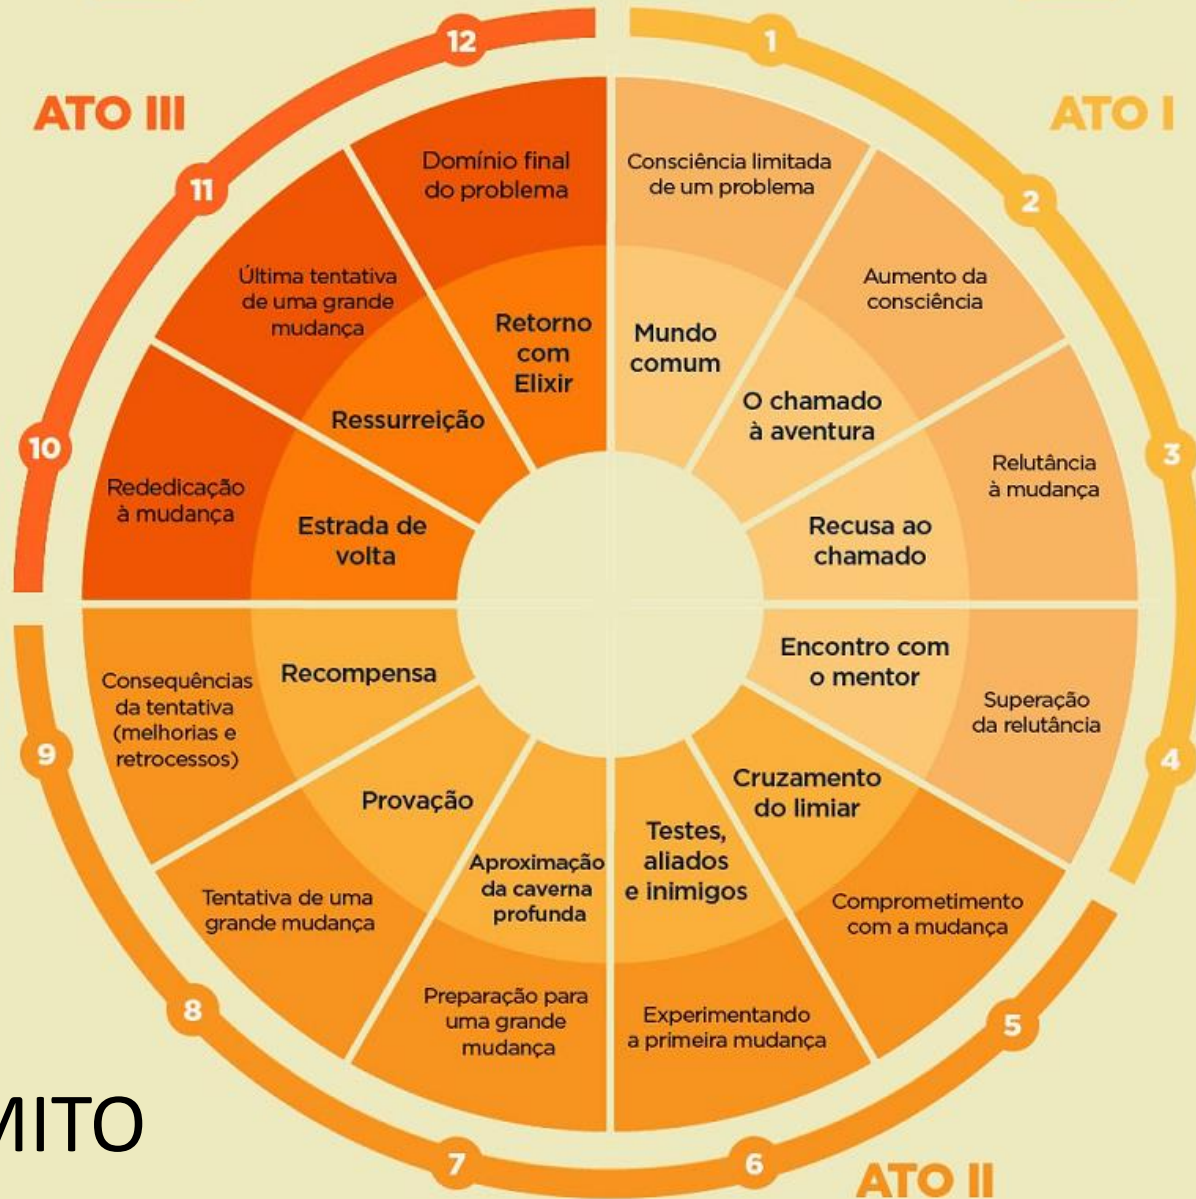 ATO I
1
Consciência limitada
de um problema
Mundo
comum
2
Aumento da
consciência
O chamado
à aventura
3
Relutância
à mudança
Recusa ao
chamado
4
Superação
da relutância
Encontro com
o mentor
ATO II
5
Comprometimento
com a mudança
Cruzamento
do limiar
6
Experimentando
a primeira mudança
Testes,
aliados
e inimigos
7
Preparação para
uma grande
mudança
Aproximação
da caverna
profunda
8
Tentativa de uma
grande mudança
Provação
9
Consequências
da tentativa
(melhorias e
retrocessos)
Recompensa
ATO III
10
Rededicação
à mudança
Estrada de
volta
11
Última tentativa
de uma grande
mudança
Ressurreição
12
Domínio final
do problema
Retorno
com
Elixir
MITO